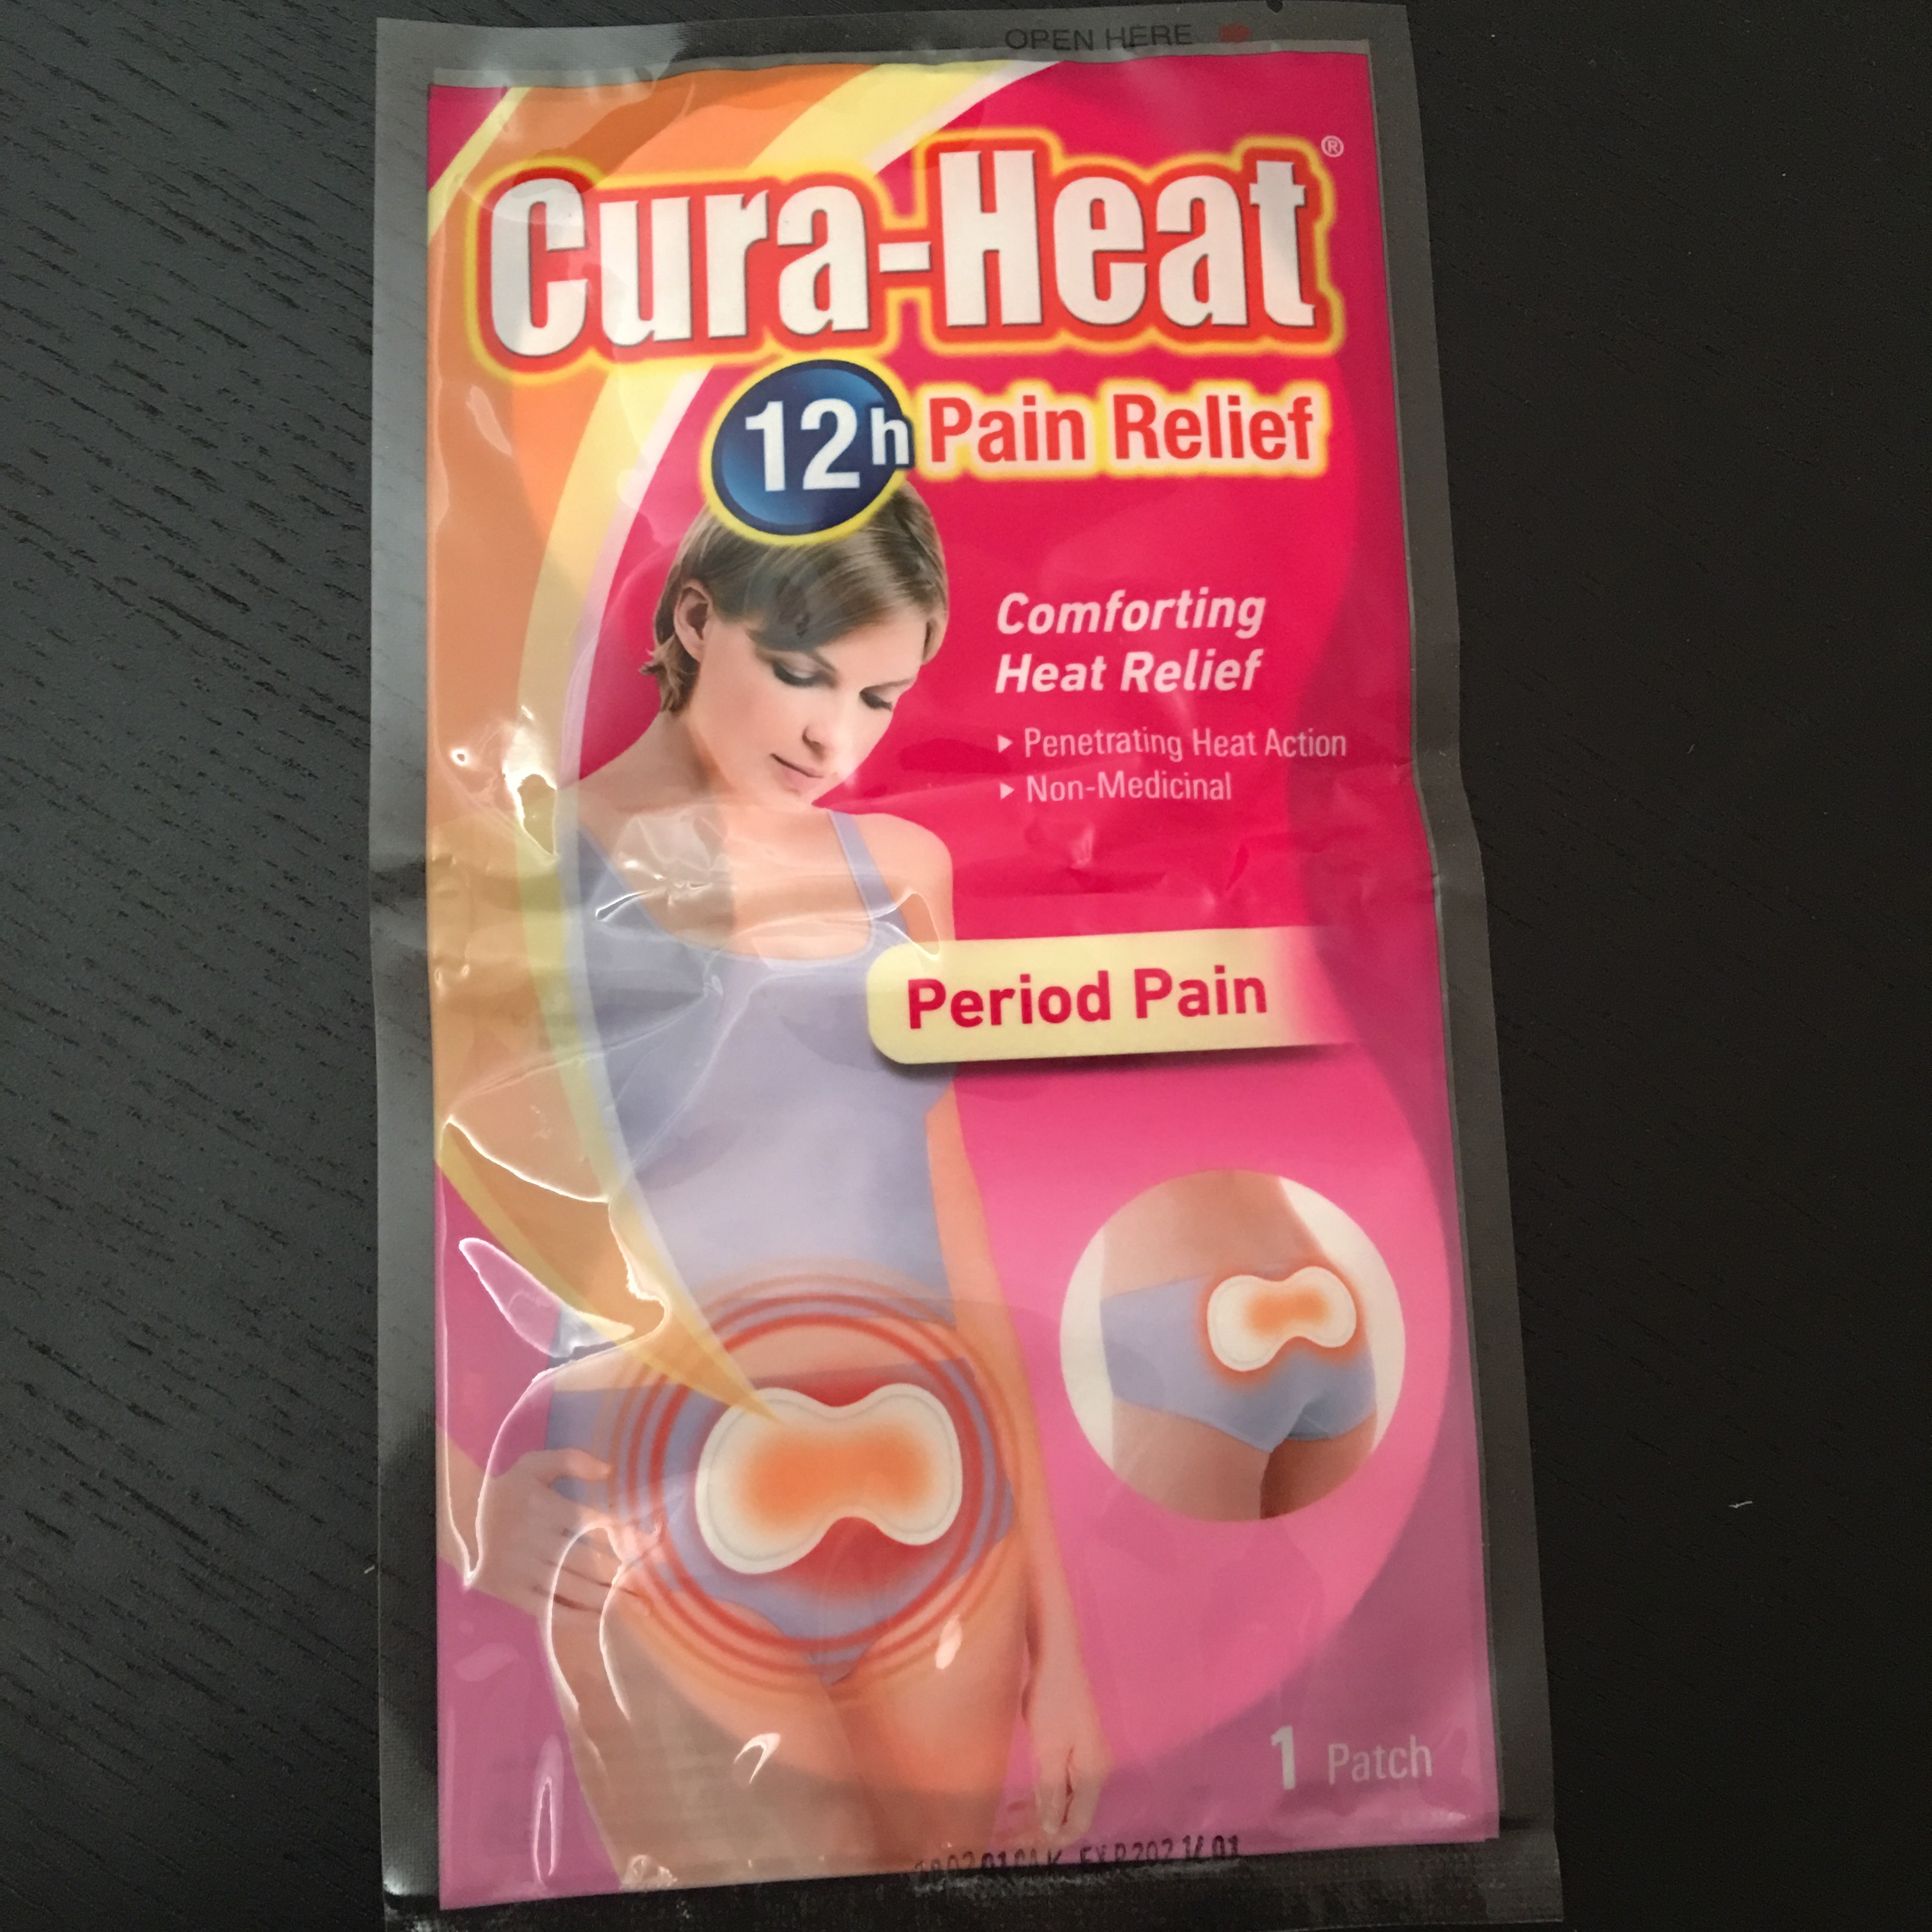 OPEN HERE
Cura-Heat®
12h Pain Relief
Comforting
Heat Relief
Penetrating Heat Action
Non-Medicinal
Period Pain
1 Patch